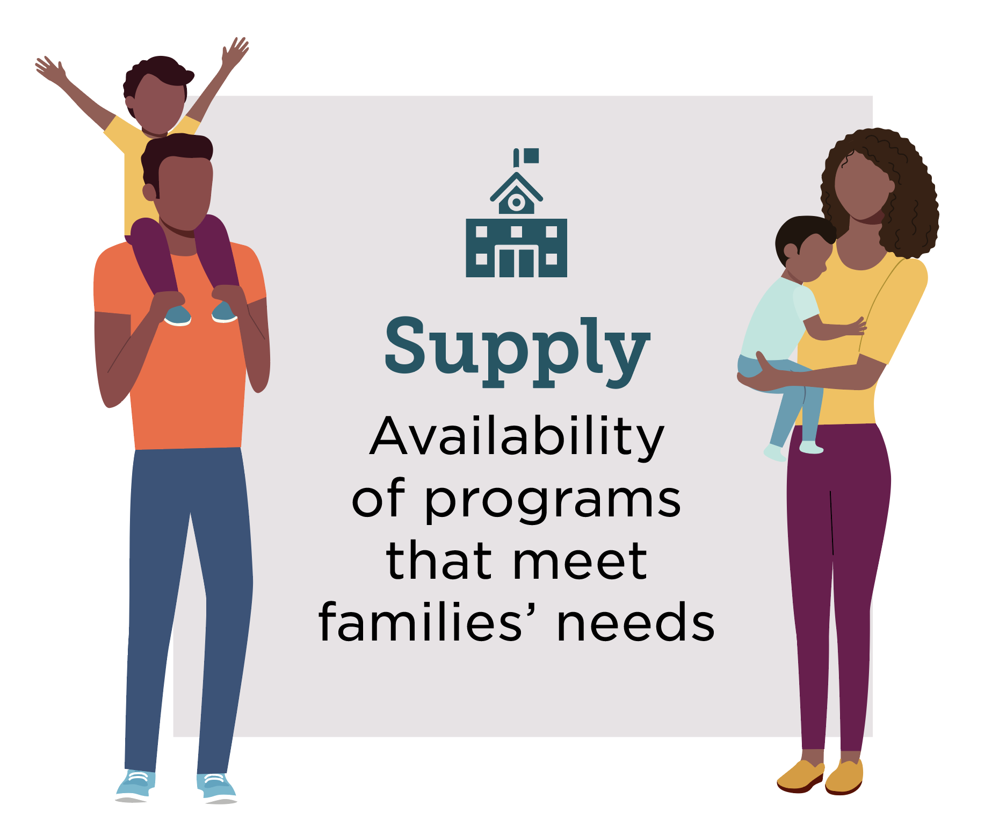 Supply
Availability
of programs
that meet
families’ needs